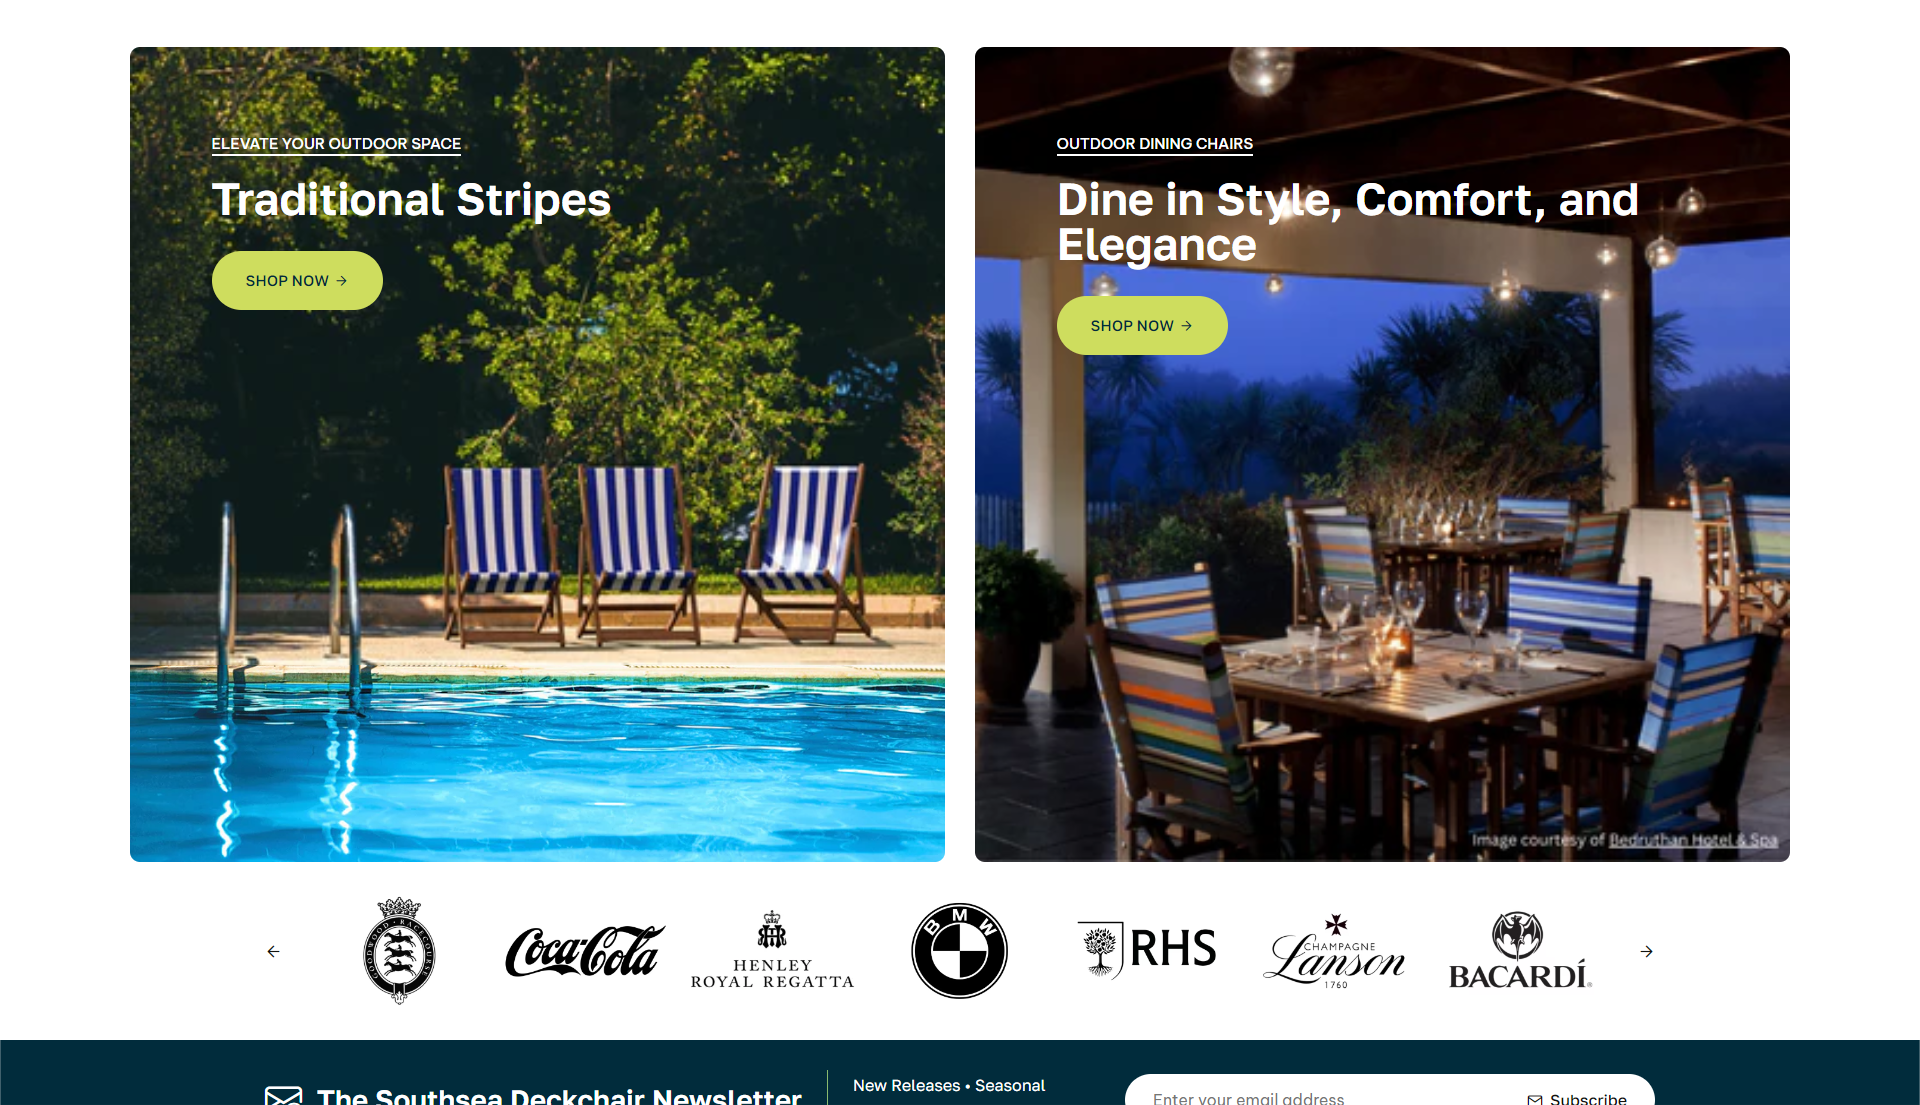 ELEVATE YOUR OUTDOOR SPACE
Traditional Stripes
SHOP NOW →
OUTDOOR DINING CHAIRS
Dine in Style, Comfort, and
Elegance
SHOP NOW →
Image courtesy of Bedruthan Hotel & Spa
GOODWOOD · RACECOURSE
Coca-Cola
HENLEY
ROYAL REGATTA
BMW
RHS
CHAMPAGNE
Lanson
1760
BACARDÍ
The Southsea Deckchair Newsletter
New Releases • Seasonal
Enter your email address
Subscribe